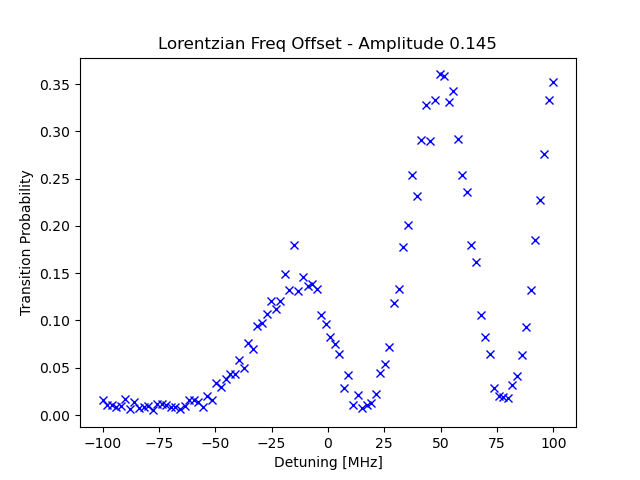 Lorentzian Freq Offset - Amplitude 0.145
Transition Probability
0.35
0.30
0.25
0.20
0.15
0.10
0.05
0.00
−100 −75 −50 −25 0 25 50 75 100
Detuning [MHz]